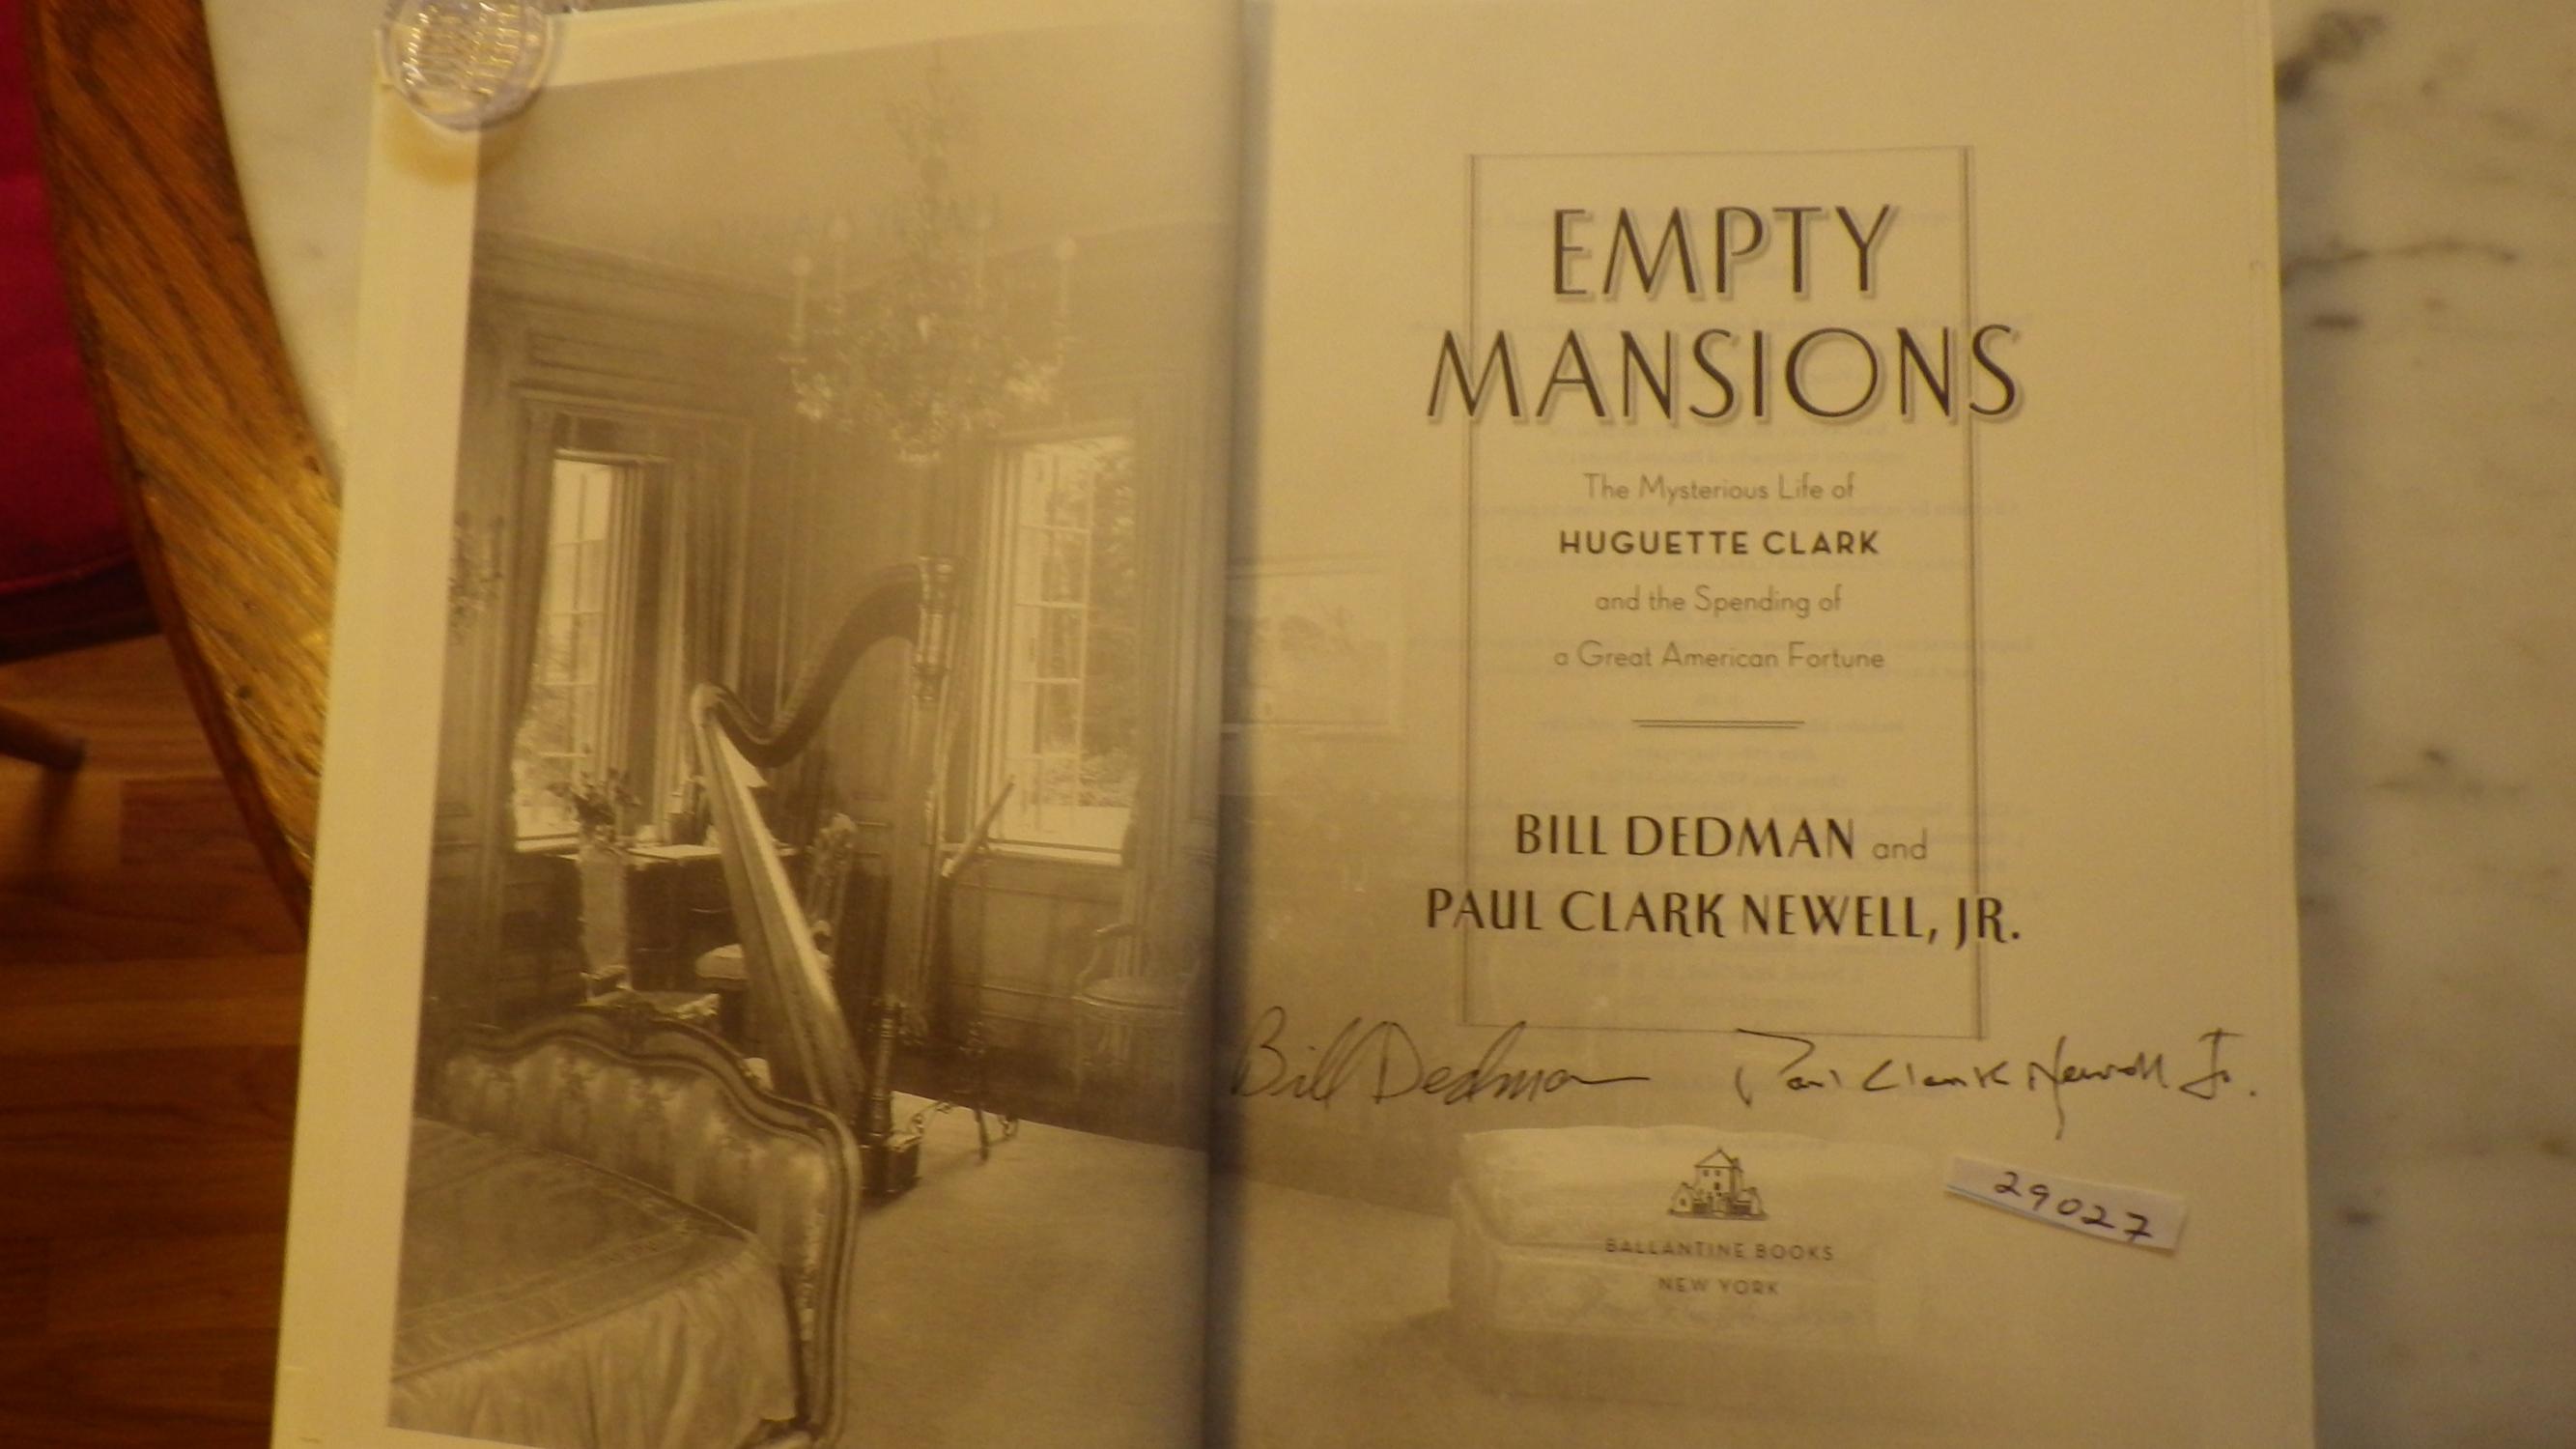 EMPTY
MANSIONS
The Mysterious Life of
HUGUETTE CLARK
and the Spending of
a Great American Fortune
BILL DEDMAN and
PAUL CLARK NEWELL, JR.
Bill Dedman Paul Clark Newell Jr.
29027
BALLANTINE BOOKS
NEW YORK